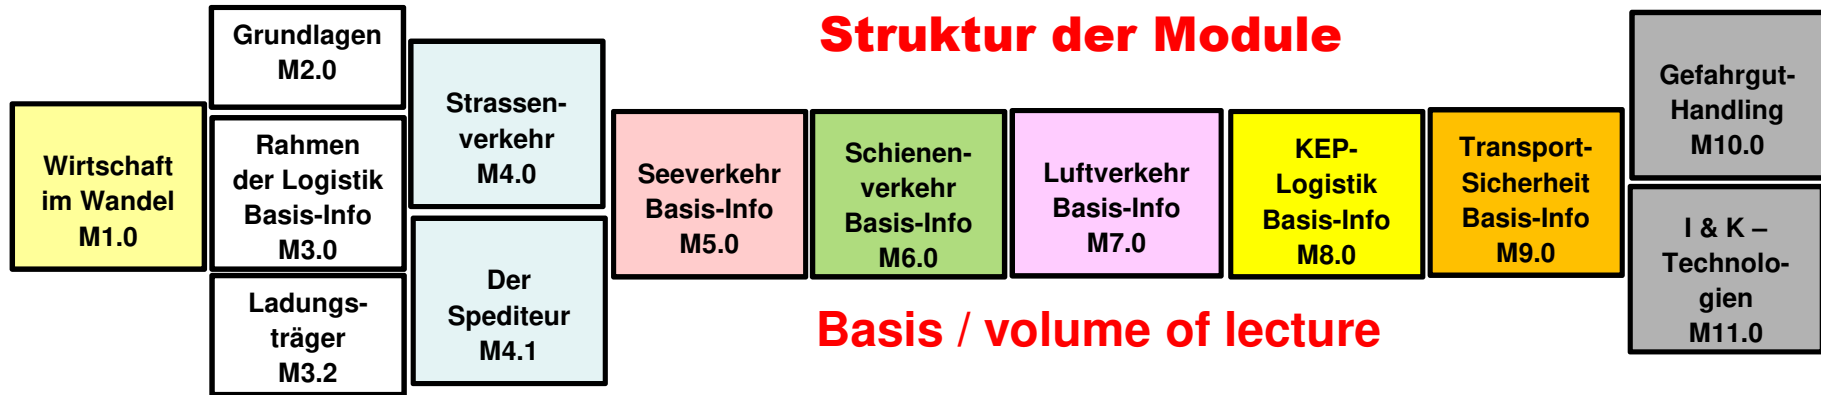 Struktur der Module
Wirtschaft
im Wandel
M1.0
Grundlagen
M2.0
Rahmen
der Logistik
Basis-Info
M3.0
Ladungs-
träger
M3.2
Strassen-
verkehr
M4.0
Der
Spediteur
M4.1
Seeverkehr
Basis-Info
M5.0
Schienen-
verkehr
Basis-Info
M6.0
Luftverkehr
Basis-Info
M7.0
KEP-
Logistik
Basis-Info
M8.0
Transport-
Sicherheit
Basis-Info
M9.0
Gefahrgut-
Handling
M10.0
I & K –
Technolo-
gien
M11.0
Basis / volume of lecture